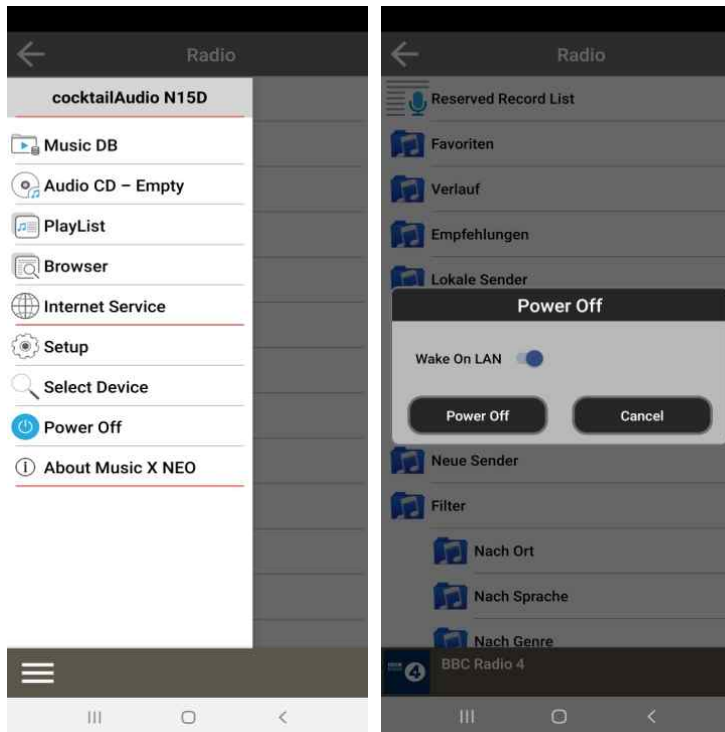 Radio
cocktailAudio N15D
Music DB
Audio CD – Empty
PlayList
Browser
Internet Service
Setup
Select Device
Power Off
About Music X NEO
Radio
Reserved Record List
Favoriten
Verlauf
Empfehlungen
Lokale Sender
Power Off
Wake On LAN
Power Off
Cancel
Neue Sender
Filter
Nach Ort
Nach Sprache
Nach Genre
4
BBC Radio 4